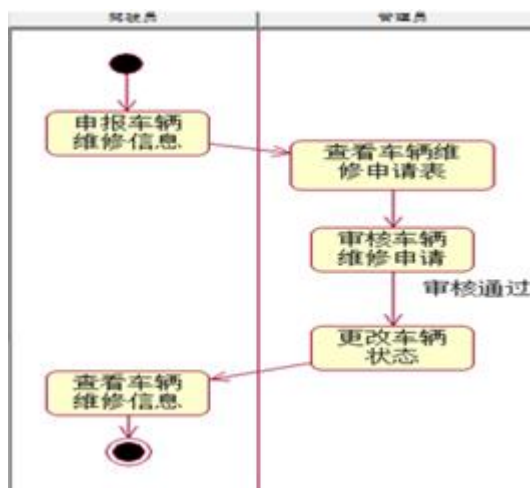 驾驶员
管理员
申报车辆
维修信息
查看车辆维
修申请表
审核车辆
维修申请
审核通过
更改车辆
状态
查看车辆
维修信息